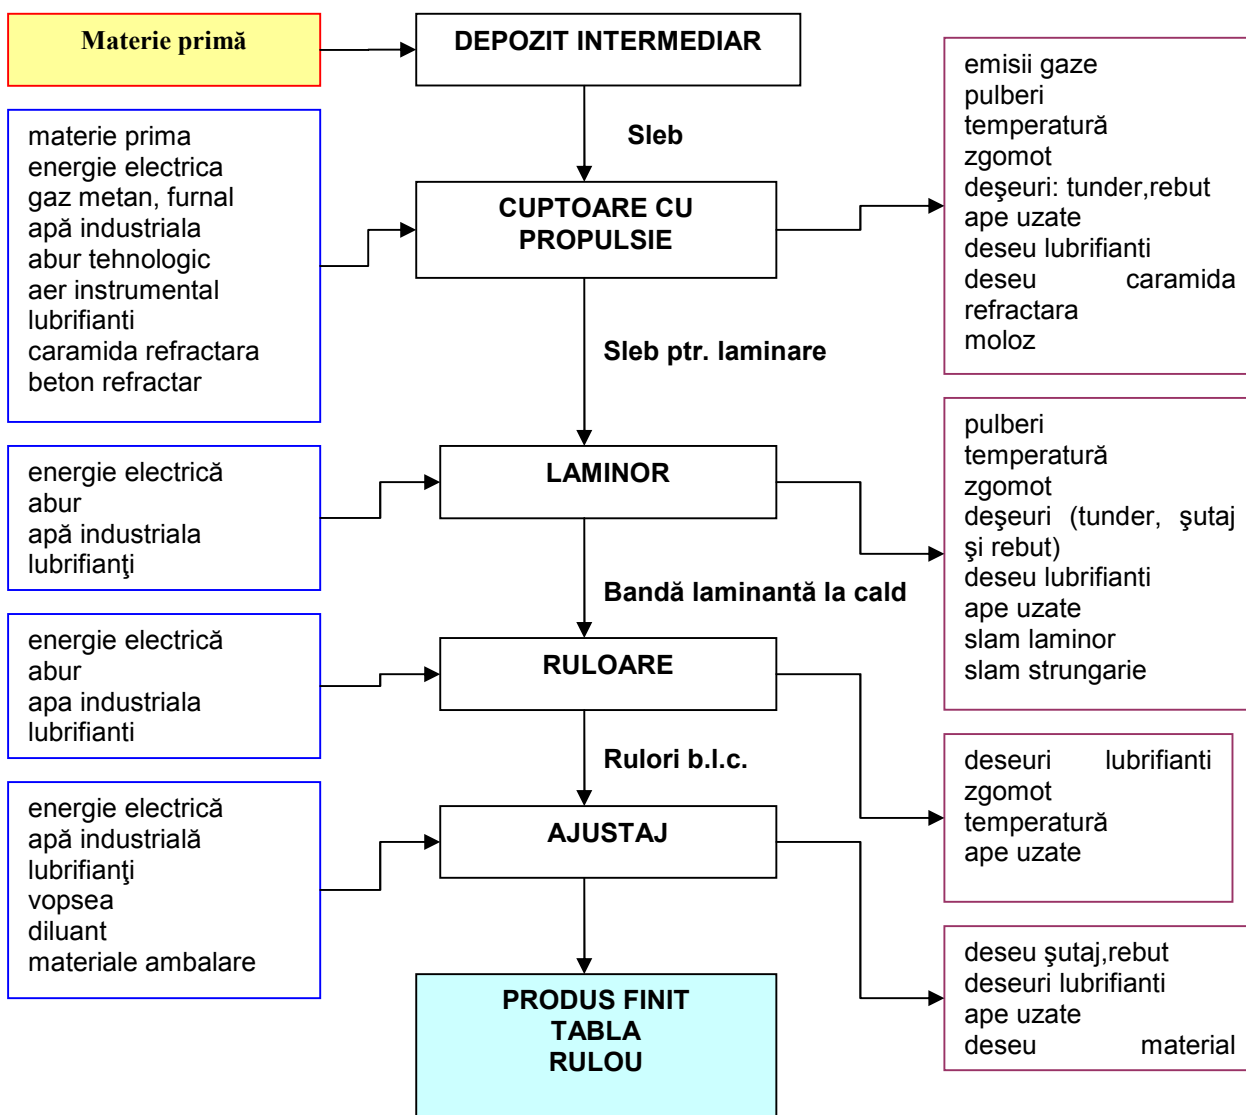 Materie primă
DEPOZIT INTERMEDIAR
Sleb
materie prima
energie electrica
gaz metan, furnal
apă industriala
abur tehnologic
aer instrumental
lubrifianti
caramida refractara
beton refractar
CUPTOARE CU
PROPULSIE
emisii gaze
pulberi
temperatură
zgomot
deşeuri: tunder,rebut
ape uzate
deseu lubrifianti
deseu caramida
refractara
moloz
Sleb ptr. laminare
energie electrică
abur
apă industriala
lubrifianţi
LAMINOR
pulberi
temperatură
zgomot
deşeuri (tunder, şutaj
şi rebut)
deseu lubrifianti
ape uzate
slam laminor
slam strungarie
Bandă laminantă la cald
energie electrică
abur
apa industriala
lubrifianti
RULOARE
deseuri lubrifianti
zgomot
temperatură
ape uzate
Rulori b.l.c.
energie electrică
apă industrială
lubrifianţi
vopsea
diluant
materiale ambalare
AJUSTAJ
deseu şutaj,rebut
deseuri lubrifianti
ape uzate
deseu material
PRODUS FINIT
TABLA
RULOU